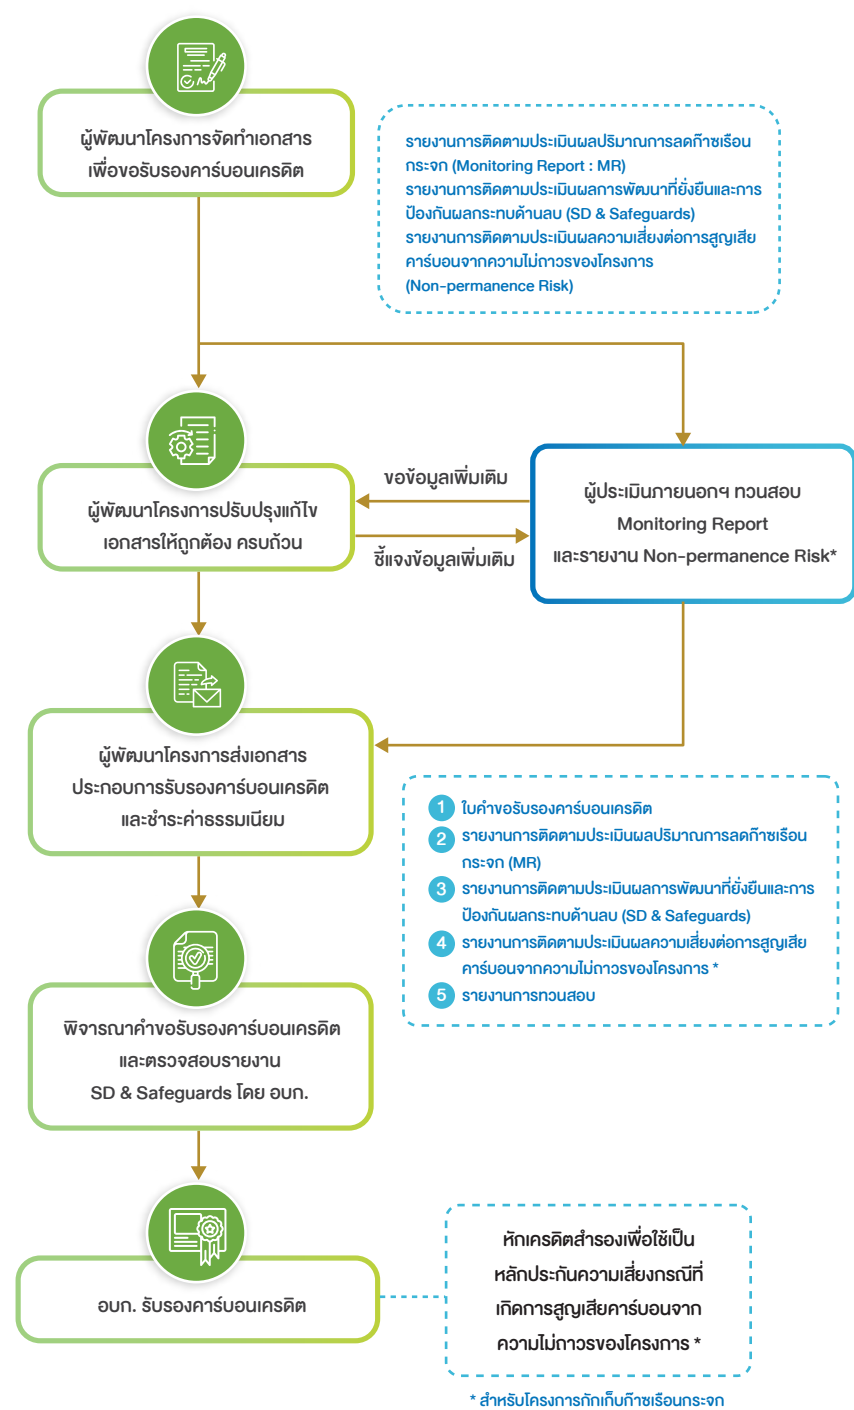 ผู้พัฒนาโครงการจัดทำเอกสาร
เพื่อขอรับรองคาร์บอนเครดิต
รายงานการติดตามประเมินผลปริมาณการลดก๊าซเรือน
กระจก (Monitoring Report : MR)
รายงานการติดตามประเมินผลการพัฒนาที่ยั่งยืนและการ
ป้องกันผลกระทบด้านลบ (SD & Safeguards)
รายงานการติดตามประเมินผลความเสี่ยงต่อการสูญเสีย
คาร์บอนจากความไม่ถาวรของโครงการ
(Non-permanence Risk)
ผู้พัฒนาโครงการปรับปรุงแก้ไข
เอกสารให้ถูกต้อง ครบถ้วน
ขอข้อมูลเพิ่มเติม
ชี้แจงข้อมูลเพิ่มเติม
ผู้ประเมินภายนอกฯ ทวนสอบ
Monitoring Report
และรายงาน Non-permanence Risk*
ผู้พัฒนาโครงการส่งเอกสาร
ประกอบการรับรองคาร์บอนเครดิต
และชำระค่าธรรมเนียม
1 ใบคำขอรับรองคาร์บอนเครดิต
2 รายงานการติดตามประเมินผลปริมาณการลดก๊าซเรือน
กระจก (MR)
3 รายงานการติดตามประเมินผลการพัฒนาที่ยั่งยืนและการ
ป้องกันผลกระทบด้านลบ (SD & Safeguards)
4 รายงานการติดตามประเมินผลความเสี่ยงต่อการสูญเสีย
คาร์บอนจากความไม่ถาวรของโครงการ *
5 รายงานการทวนสอบ
พิจารณาคำขอรับรองคาร์บอนเครดิต
และตรวจสอบรายงาน
SD & Safeguards โดย อบก.
อบก. รับรองคาร์บอนเครดิต
หักเครดิตสำรองเพื่อใช้เป็น
หลักประกันความเสี่ยงกรณีที่
เกิดการสูญเสียคาร์บอนจาก
ความไม่ถาวรของโครงการ *
* สำหรับโครงการกักเก็บก๊าซเรือนกระจก